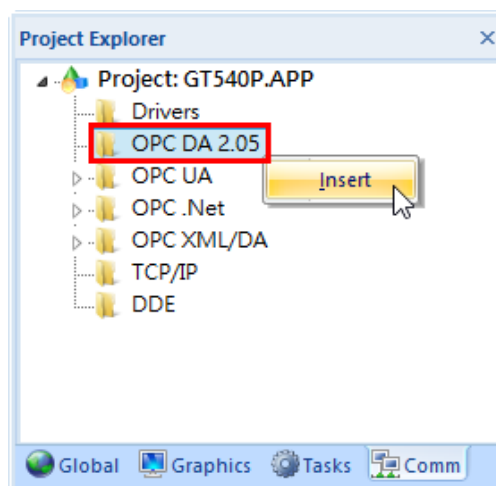 Project Explorer
Project: GT540P.APP
Drivers
OPC DA 2.05
Insert
OPC UA
OPC .Net
OPC XML/DA
TCP/IP
DDE
Global Graphics Tasks Comm